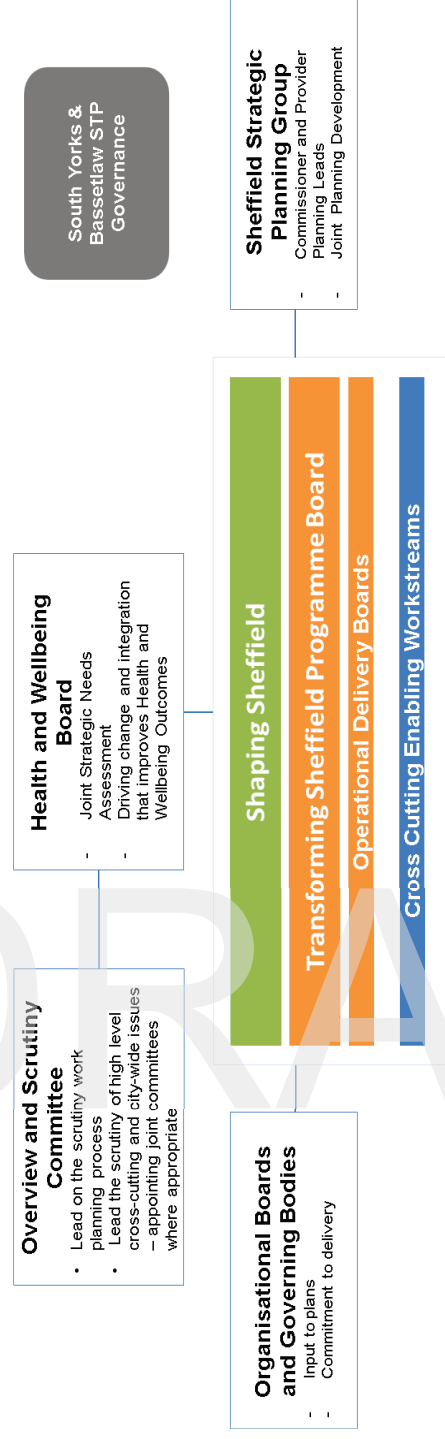 Overview and Scrutiny
Committee
• Lead on the scrutiny work
planning process
• Lead the scrutiny of high level
cross-cutting and city-wide issues
– appointing joint committees
where appropriate
Health and Wellbeing
Board
- Joint Strategic Needs
Assessment
- Driving change and integration
that improves Health and
Wellbeing Outcomes
South Yorks &
Bassetlaw STP
Governance
Organisational Boards
and Governing Bodies
- Input to plans
- Commitment to delivery
Shaping Sheffield
Transforming Sheffield Programme Board
Operational Delivery Boards
Cross Cutting Enabling Workstreams
Sheffield Strategic
Planning Group
- Commissioner and Provider
Planning Leads
- Joint Planning Development